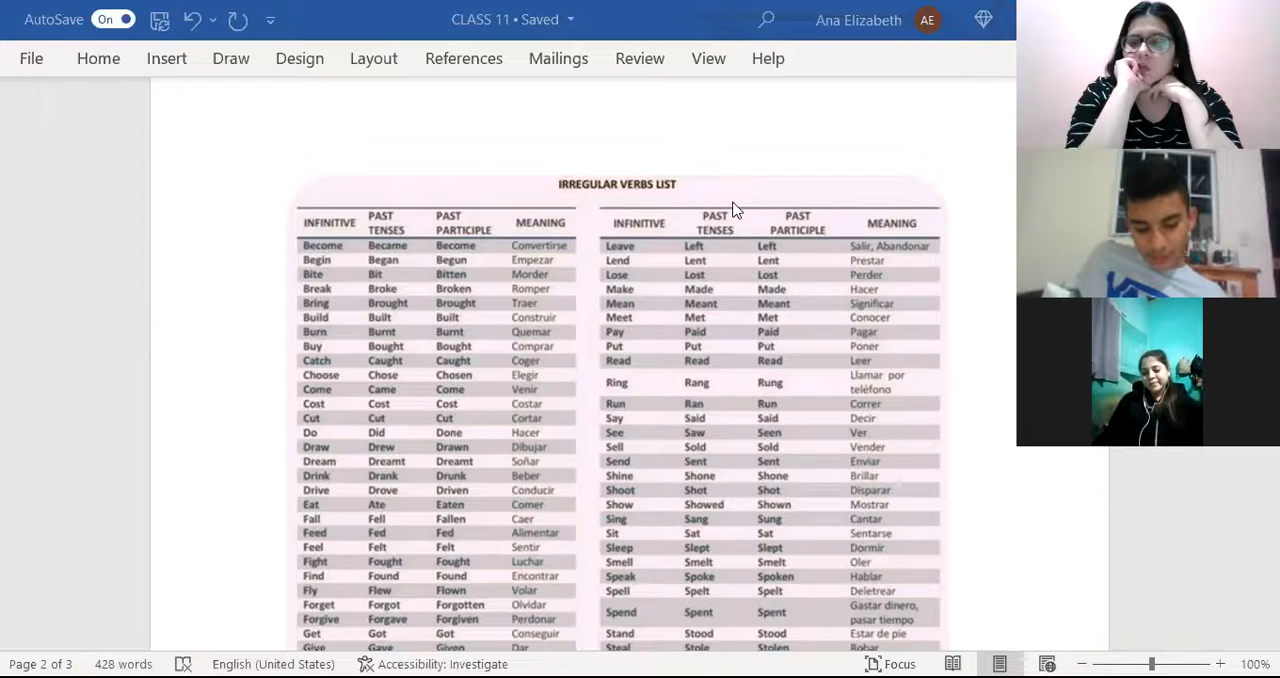 AutoSave On CLASS 11 • Saved Ana Elizabeth AE
File Home Insert Draw Design Layout References Mailings Review View Help
IRREGULAR VERBS LIST
INFINITIVE PAST TENSES PAST PARTICIPLE MEANING INFINITIVE PAST TENSES PAST PARTICIPLE MEANING
Become Became Become Convertirse Leave Left Left Salir, Abandonar
Begin Began Begun Empezar Lend Lent Lent Prestar
Bite Bit Bitten Morder Lose Lost Lost Perder
Break Broke Broken Romper Make Made Made Hacer
Bring Brought Brought Traer Mean Meant Meant Significar
Build Built Built Construir Meet Met Met Conocer
Burn Burnt Burnt Quemar Pay Paid Paid Pagar
Buy Bought Bought Comprar Put Put Put Poner
Catch Caught Caught Coger Read Read Read Leer
Choose Chose Chosen Elegir Ring Rang Rung Llamar por teléfono
Come Came Come Venir
Cost Cost Cost Costar Run Ran Run Correr
Cut Cut Cut Cortar Say Said Said Decir
Do Did Done Hacer See Saw Seen Ver
Draw Drew Drawn Dibujar Sell Sold Sold Vender
Dream Dreamt Dreamt Soñar Send Sent Sent Enviar
Drink Drank Drunk Beber Shine Shone Shone Brillar
Drive Drove Driven Conducir Shoot Shot Shot Disparar
Eat Ate Eaten Comer Show Showed Shown Mostrar
Fall Fell Fallen Caer Sing Sang Sung Cantar
Feed Fed Fed Alimentar Sit Sat Sat Sentarse
Feel Felt Felt Sentir Sleep Slept Slept Dormir
Fight Fought Fought Luchar Smell Smelt Smelt Oler
Find Found Found Encontrar Speak Spoke Spoken Hablar
Fly Flew Flown Volar Spell Spelt Spelt Deletrear
Forget Forgot Forgotten Olvidar Spend Spent Spent Gastar dinero, pasar tiempo
Forgive Forgave Forgiven Perdonar
Get Got Got Conseguir Stand Stood Stood Estar de pie
Give Gave Given Dar Steal Stole Stolen Robar
Page 2 of 3 428 words English (United States) Accessibility: Investigate Focus 100%